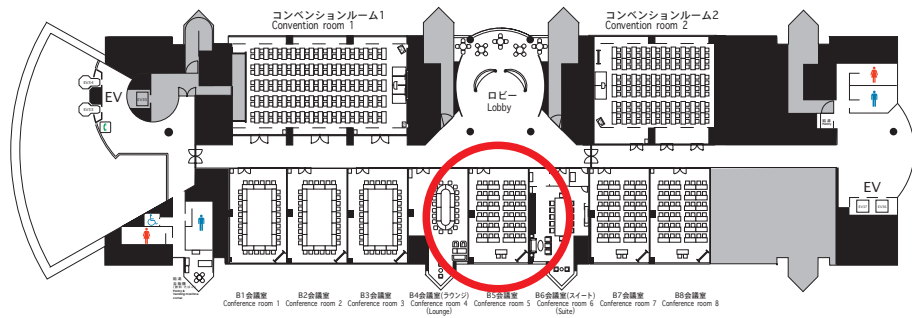 コンベンションルーム1
Convention room 1
コンベンションルーム2
Convention room 2
ロビー
Lobby
EV
EV
B1会議室
Conference room 1
B2会議室
Conference room 2
B3会議室
Conference room 3
B4会議室(ラウンジ)
Conference room 4
(Lounge)
B5会議室
Conference room 5
B6会議室(スイート)
Conference room 6
(Suite)
B7会議室
Conference room 7
B8会議室
Conference room 8